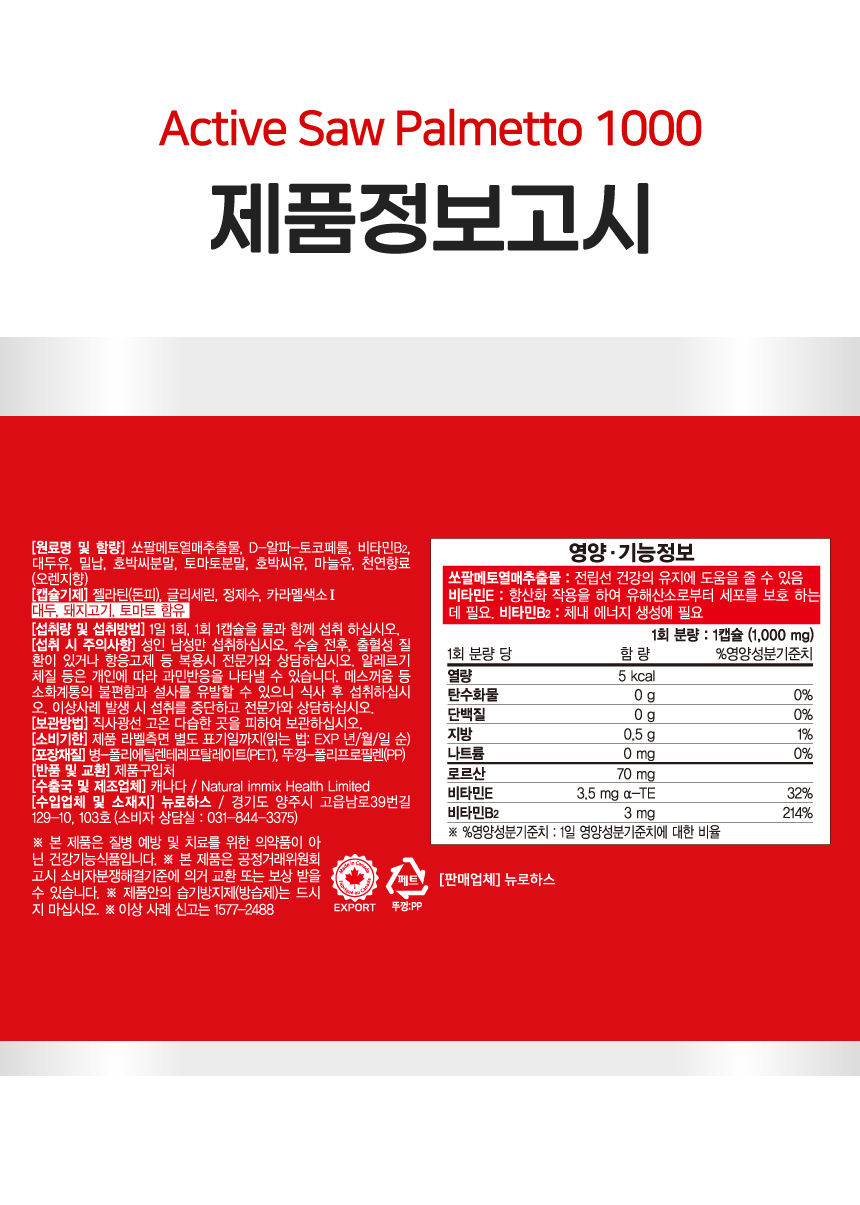 Active Saw Palmetto 1000
제품정보고시
[원료명 및 함량] 쏘팔메토열매추출물, D-알파-토코페롤, 비타민B2,
대두유, 밀납, 호박씨분말, 토마토분말, 호박씨유, 마늘유, 천연향료
(오렌지향)
[캡슐기제] 젤라틴(돈피), 글리세린, 정제수, 카라멜색소 I
대두, 돼지고기, 토마토 함유
[섭취량 및 섭취방법] 1일 1회, 1회 1캡슐을 물과 함께 섭취 하십시오.
[섭취 시 주의사항] 성인 남성만 섭취하십시오. 수술 전후, 출혈성 질
환이 있거나 항응고제 등 복용시 전문가와 상담하십시오. 알레르기
체질 등은 개인에 따라 과민반응을 나타낼 수 있습니다. 메스꺼움 등
소화계통의 불편함과 설사를 유발할 수 있으니 식사 후 섭취하십시
오. 이상사례 발생 시 섭취를 중단하고 전문가와 상담하십시오.
[보관방법] 직사광선 고온 다습한 곳을 피하여 보관하십시오.
[소비기한] 제품 라벨측면 별도 표기일까지(읽는 법: EXP 년/월/일 순)
[포장재질] 병-폴리에틸렌테레프탈레이트(PET), 뚜껑-폴리프로필렌(PP)
[반품 및 교환] 제품구입처
[수출국 및 제조업체] 캐나다 / Natural immix Health Limited
[수입업체 및 소재지] 뉴로하스 / 경기도 양주시 고읍남로39번길
129-10, 103호 (소비자 상담실 : 031-844-3375)
※ 본 제품은 질병 예방 및 치료를 위한 의약품이 아
닌 건강기능식품입니다. ※ 본 제품은 공정거래위원회
고시 소비자분쟁해결기준에 의거 교환 또는 보상 받을
수 있습니다. ※ 제품안의 습기방지제(방습제)는 드시
지 마십시오. ※ 이상 사례 신고는 1577-2488
EXPORT
페트
뚜껑:PP
[판매업체] 뉴로하스
영양·기능정보
쏘팔메토열매추출물 : 전립선 건강의 유지에 도움을 줄 수 있음
비타민E : 항산화 작용을 하여 유해산소로부터 세포를 보호 하는
데 필요. 비타민B2 : 체내 에너지 생성에 필요
1회 분량 : 1캡슐 (1,000 mg)
1회 분량 당 함 량 %영양성분기준치
열량 5 kcal
탄수화물 0 g 0%
단백질 0 g 0%
지방 0.5 g 1%
나트륨 0 mg 0%
로르산 70 mg
비타민E 3.5 mg α-TE 32%
비타민B2 3 mg 214%
※ %영양성분기준치 : 1일 영양성분기준치에 대한 비율